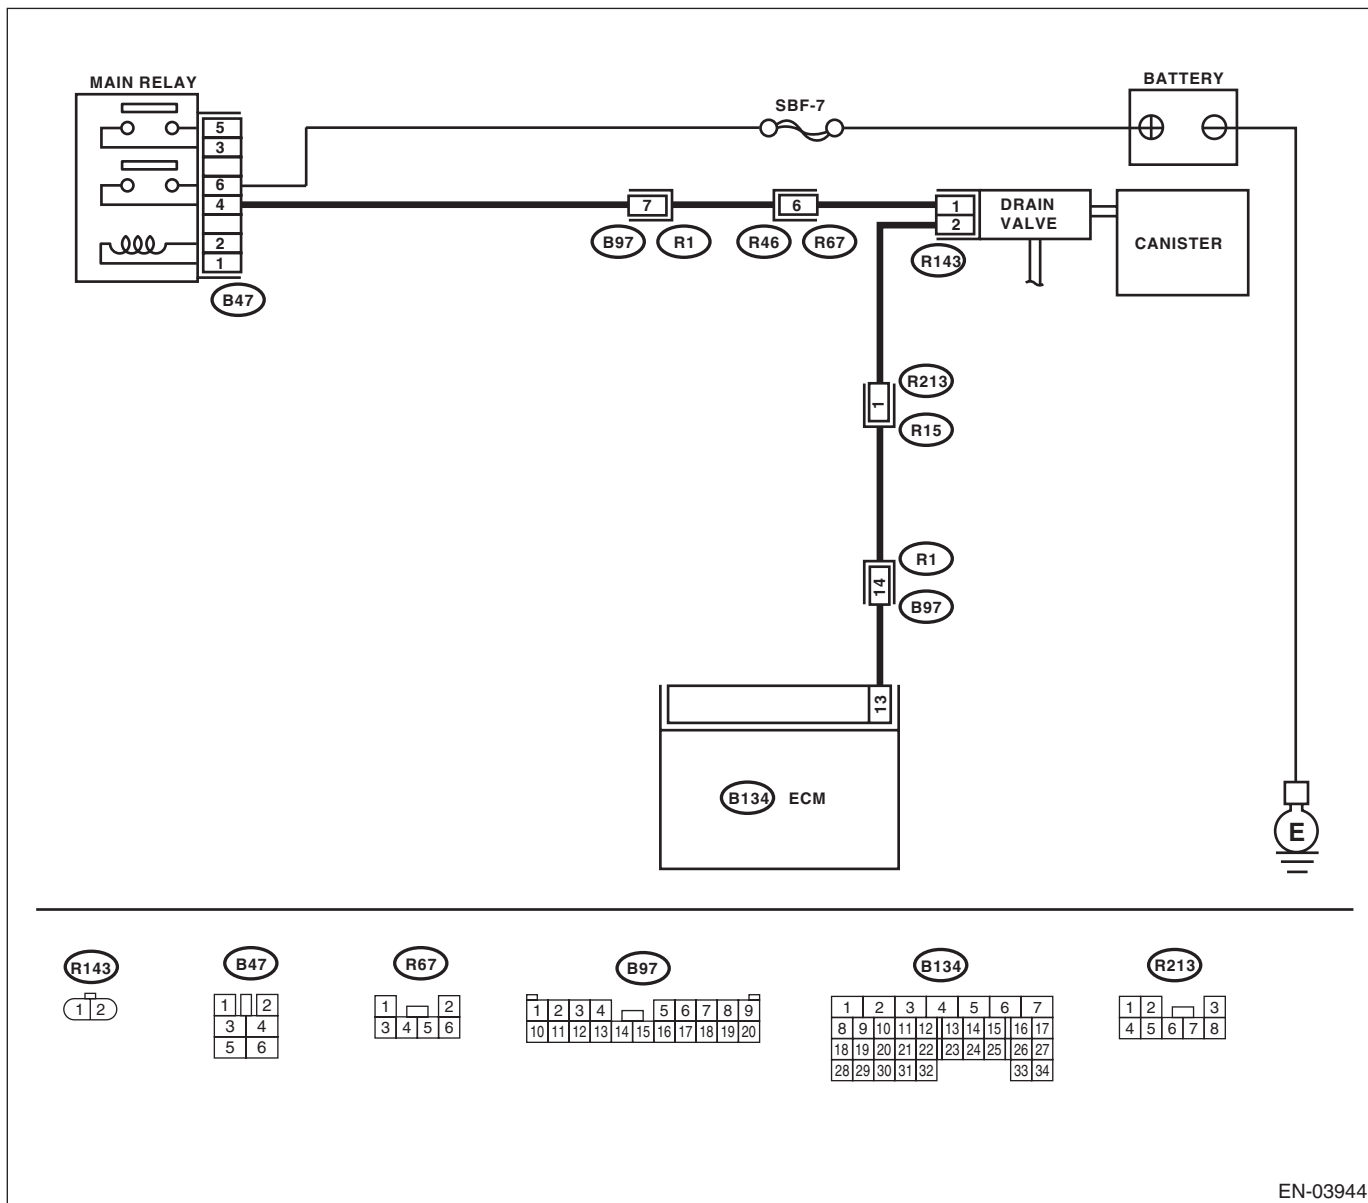 MAIN RELAY
BATTERY
SBF-7
5
3
6
4
2
1
B47
7
B97
R1
6
R46
R67
1
2
R143
DRAIN
VALVE
CANISTER
R213
1
R15
R1
14
B97
13
B134
ECM
E
R143
B47
R67
B97
B134
R213
1 2
1 2
3 4
5 6
1 2
3 4 5 6
1 2 3 4 5 6 7 8 9
10 11 12 13 14 15 16 17 18 19 20
1 2 3 4 5 6 7
8 9 10 11 12 13 14 15 16 17
18 19 20 21 22 23 24 25 26 27
28 29 30 31 32 33 34
1 2 3
4 5 6 7 8
EN-03944